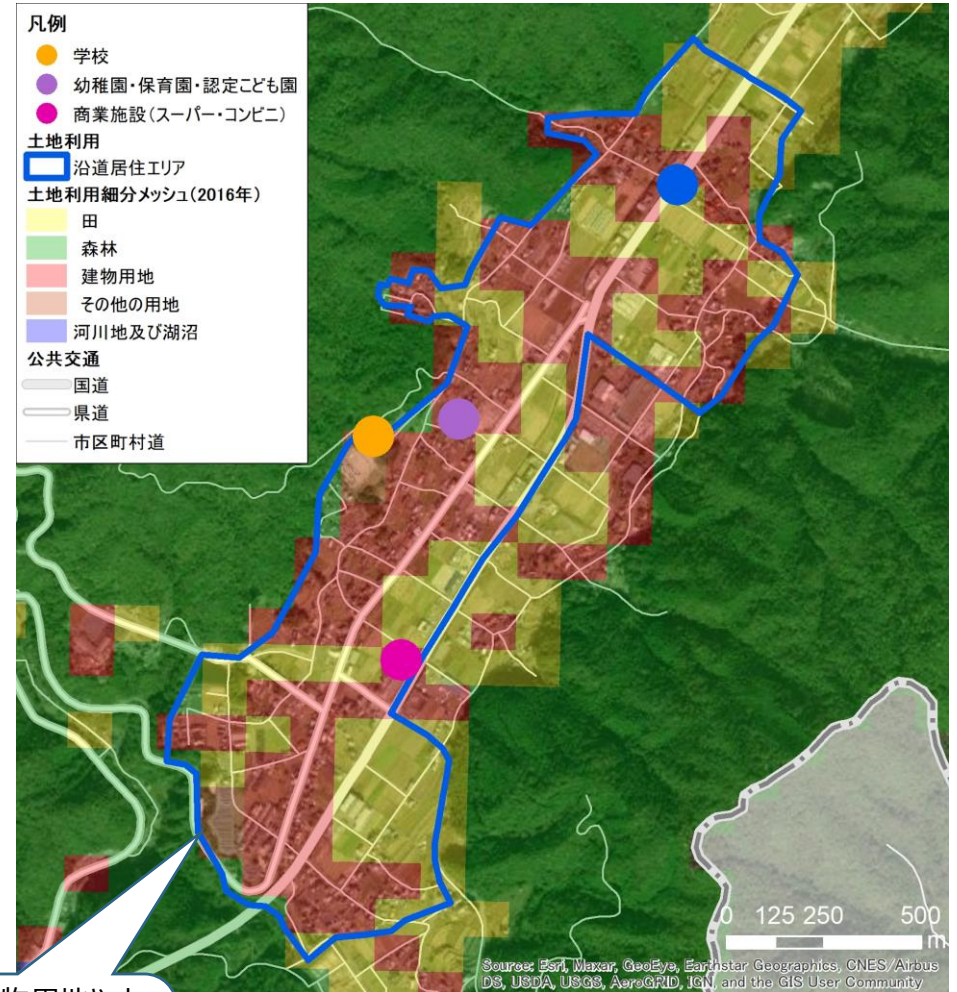 凡例
学校
幼稚園・保育園・認定こども園
商業施設(スーパー・コンビニ)
土地利用
沿道居住エリア
土地利用細分メッシュ(2016年)
田
森林
建物用地
その他の用地
河川地及び湖沼
公共交通
国道
県道
市区町村道
0 125 250 500
m
Source: Esri, Maxar, GeoEye, Earthstar Geographics, CNES/Airbus
DS, USDA, USGS, AeroGRID, IGN, and the GIS User Community